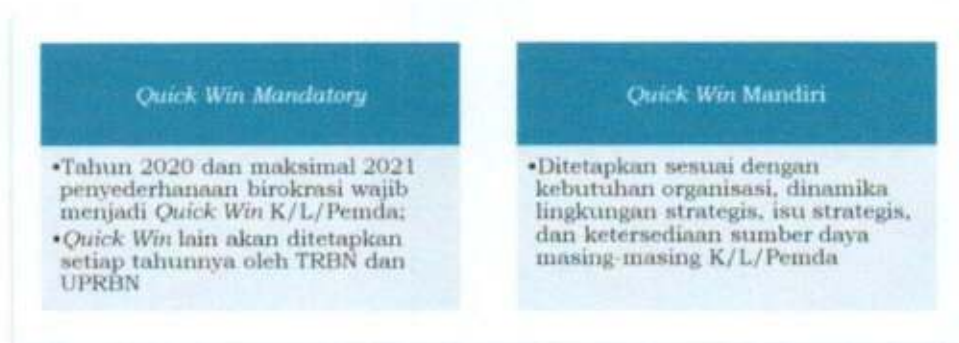 Quick Win Mandatory
•Tahun 2020 dan maksimal 2021
penyederhanaan birokrasi wajib
menjadi Quick Win K/L/Pemda;
•Quick Win lain akan ditetapkan
setiap tahunnya oleh TRBN dan
UPRBN
Quick Win Mandiri
•Ditetapkan sesuai dengan
kebutuhan organisasi, dinamika
lingkungan strategis, isu strategis,
dan ketersediaan sumber daya
masing-masing K/L/Pemda